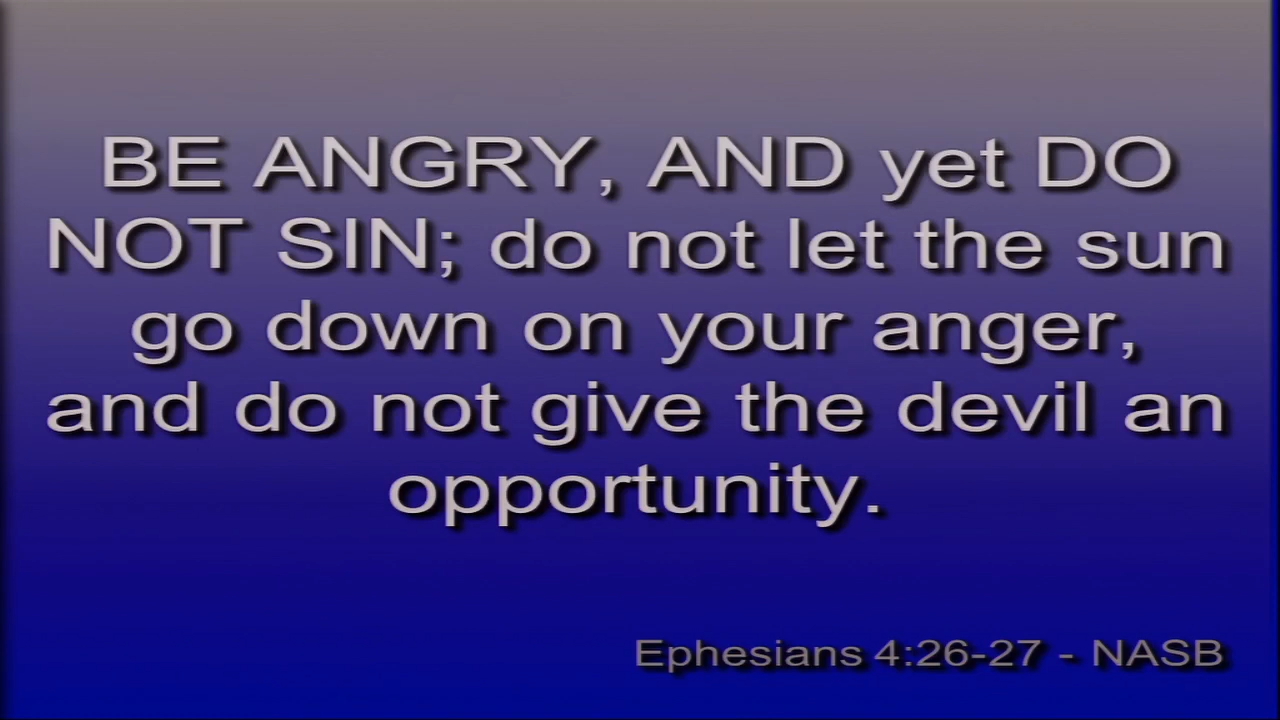 BE ANGRY, AND yet DO
NOT SIN; do not let the sun
go down on your anger,
and do not give the devil an
opportunity.
Ephesians 4:26-27 - NASB